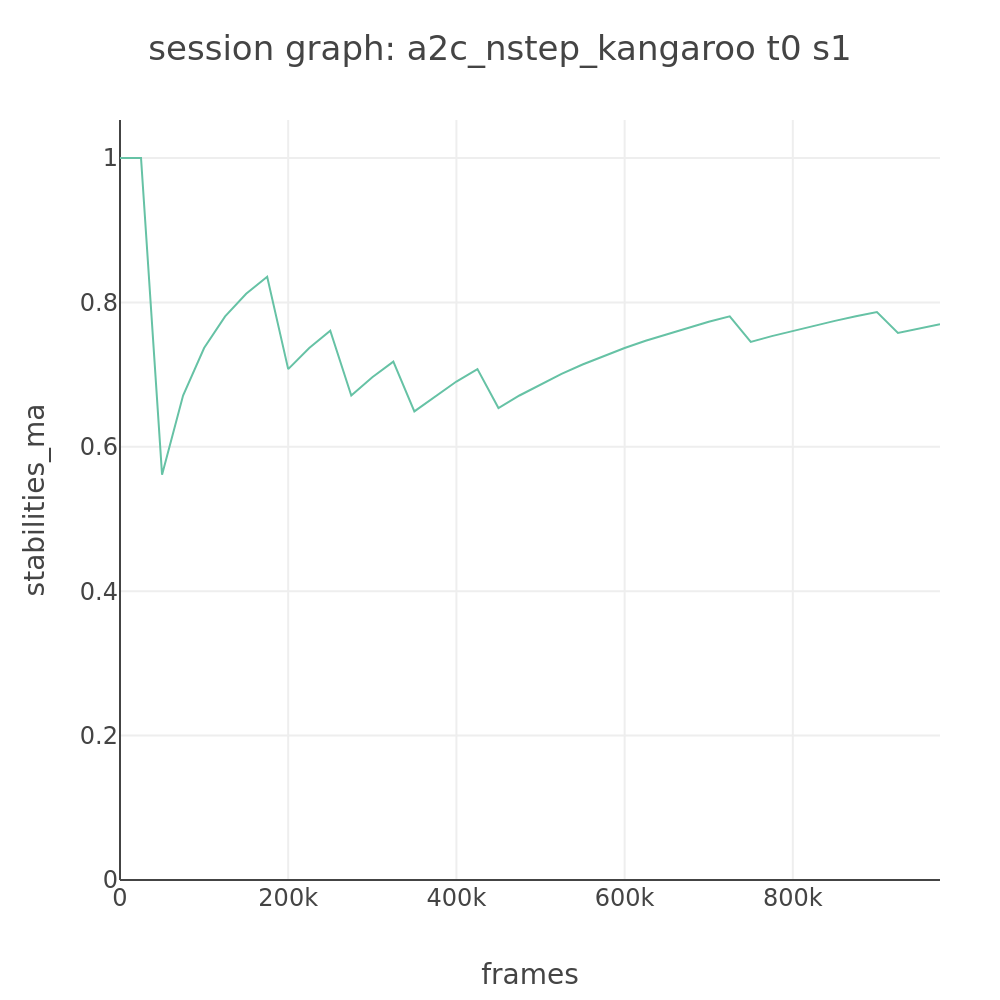 session graph: a2c_nstep_kangaroo t0 s1
stabilities_ma
1
0.8
0.6
0.4
0.2
0
0
200k
400k
600k
800k
frames